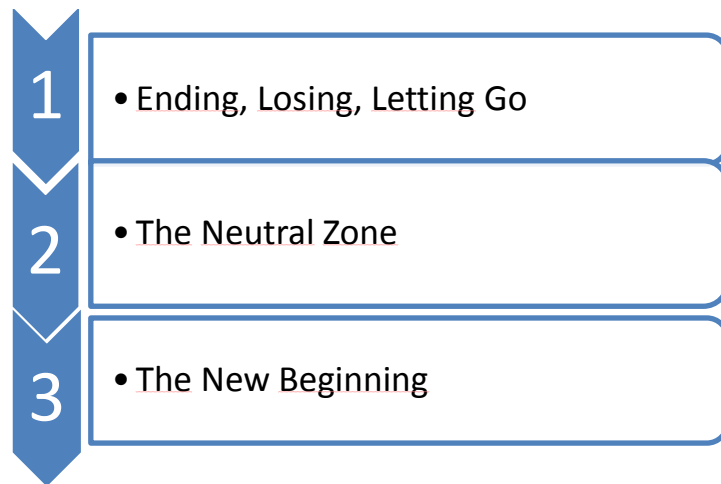 1
• Ending, Losing, Letting Go
2
• The Neutral Zone
3
• The New Beginning